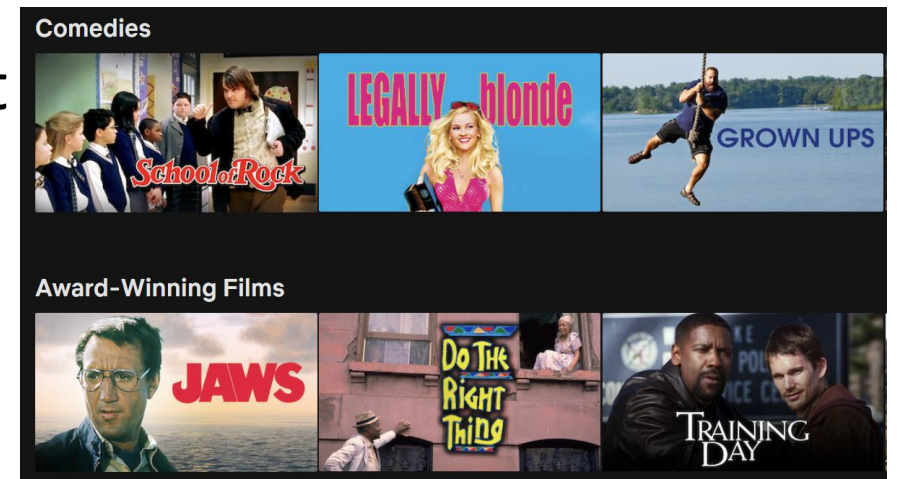 t
Comedies
School of Rock
LEGALLY blonde
GROWN UPS
Award-Winning Films
JAWS
DO THE
RIGHT
Thing
TRAINING
DAY